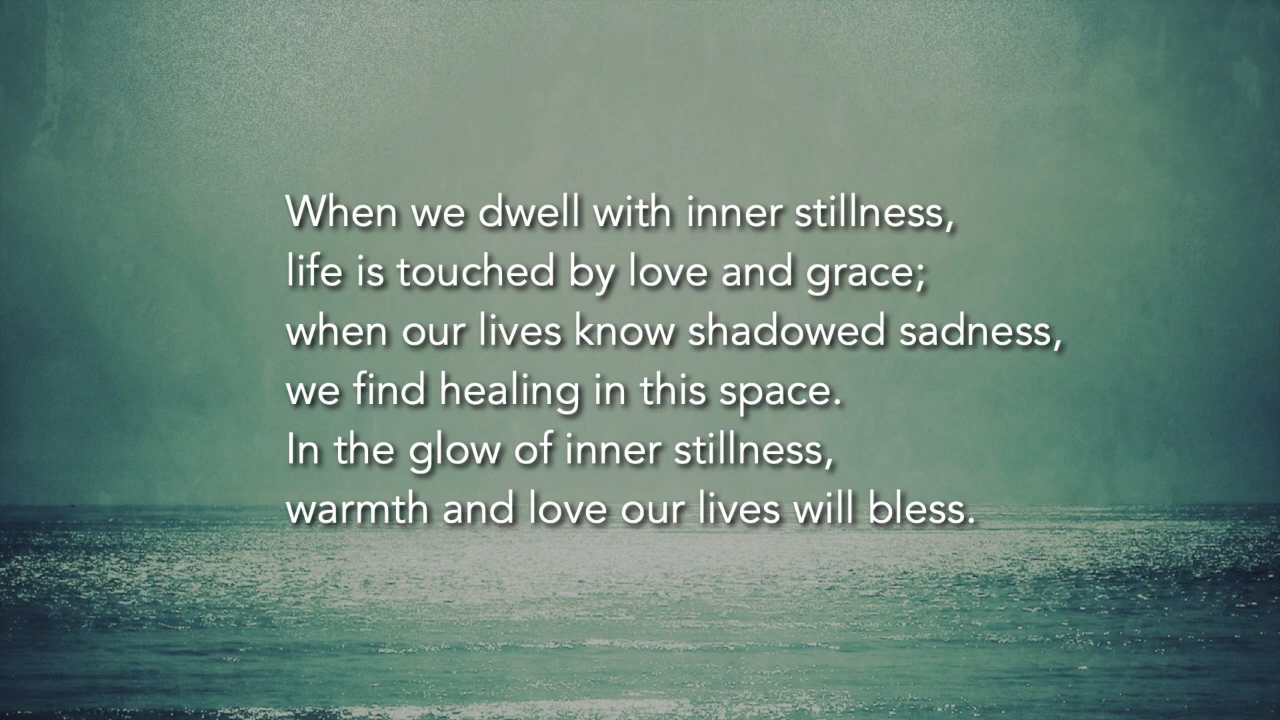 When we dwell with inner stillness,
life is touched by love and grace;
when our lives know shadowed sadness,
we find healing in this space.
In the glow of inner stillness,
warmth and love our lives will bless.